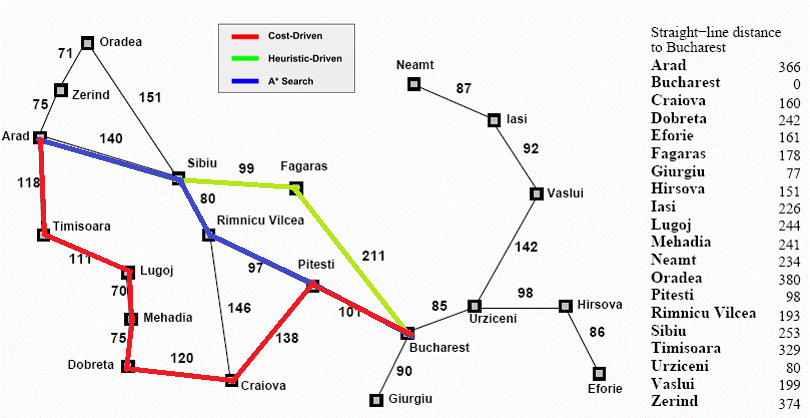 Oradea
71
Zerind
75
151
Arad
140
118
Timisoara
111
Lugoj
70
Mehadia
75
Dobreta
120
Craiova
Sibiu
99
Fagaras
80
Rimnicu Vilcea
97
Pitesti
211
146
138
101
Bucharest
90
Giurgiu
85
Urziceni
98
Hirsova
86
Eforie
142
Vaslui
92
Iasi
87
Neamt
Cost-Driven
Heuristic-Driven
A* Search
Straight-line distance
to Bucharest
Arad 366
Bucharest 0
Craiova 160
Dobreta 242
Eforie 161
Fagaras 178
Giurgiu 77
Hirsova 151
Iasi 226
Lugoj 244
Mehadia 241
Neamt 234
Oradea 380
Pitesti 98
Rimnicu Vilcea 193
Sibiu 253
Timisoara 329
Urziceni 80
Vaslui 199
Zerind 374